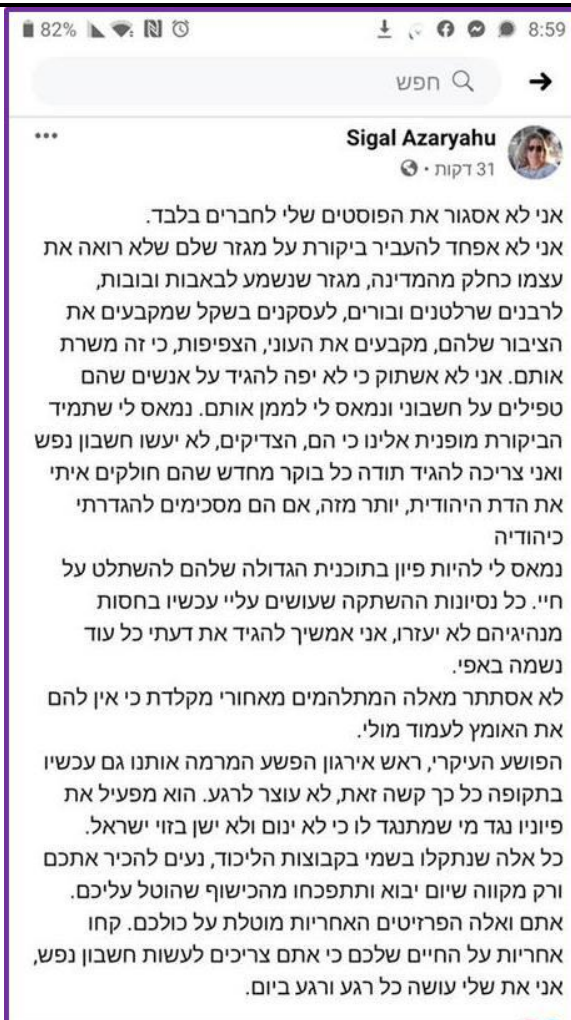 82% 8:59
חפש
Sigal Azaryahu
31 דקות
אני לא אסגור את הפוסטים שלי לחברים בלבד.
אני לא אפחד להעביר ביקורת על מגזר שלם שלא רואה את
עצמו כחלק מהמדינה, מגזר שנשמע לבאבות ובובות,
לרבנים שרלטנים ובורים, לעסקנים בשקל שמקבעים את
הציבור שלהם, מקבעים את העוני, הצפיפות, כי זה משרת
אותם. אני לא אשתוק כי לא יפה להגיד על אנשים שהם
טפילים על חשבוני ונמאס לי לממן אותם. נמאס לי שתמיד
הביקורת מופנית אלינו כי הם, הצדיקים, לא יעשו חשבון נפש
ואני צריכה להגיד תודה כל בוקר מחדש שהם חולקים איתי
את הדת היהודית, יותר מזה, אם הם מסכימים להגדרתי
כיהודיה
נמאס לי להיות פיון בתוכנית הגדולה שלהם להשתלט על
חיי. כל נסיונות ההשתקה שעושים עליי עכשיו בחסות
מנהיגיהם לא יעזרו, אני אמשיך להגיד את דעתי כל עוד
נשמה באפי.
לא אסתתר מאלה המתלהמים מאחורי מקלדת כי אין להם
את האומץ לעמוד מולי.
הפושע העיקרי, ראש אירגון הפשע המרמה אותנו גם עכשיו
בתקופה כל כך קשה זאת, לא עוצר לרגע. הוא מפעיל את
פיוניו נגד מי שמתנגד לו כי לא ינום ולא ישן בזוי ישראל.
כל אלה שנתקלו בשמי בקבוצות הליכוד, נעים להכיר אתכם
ורק מקווה שיום יבוא ותתפכחו מהכישוף שהוטל עליכם.
אתם ואלה הפרזיטים האחריות מוטלת על כולכם. קחו
אחריות על החיים שלכם כי אתם צריכים לעשות חשבון נפש,
אני את שלי עושה כל רגע ורגע ביום.